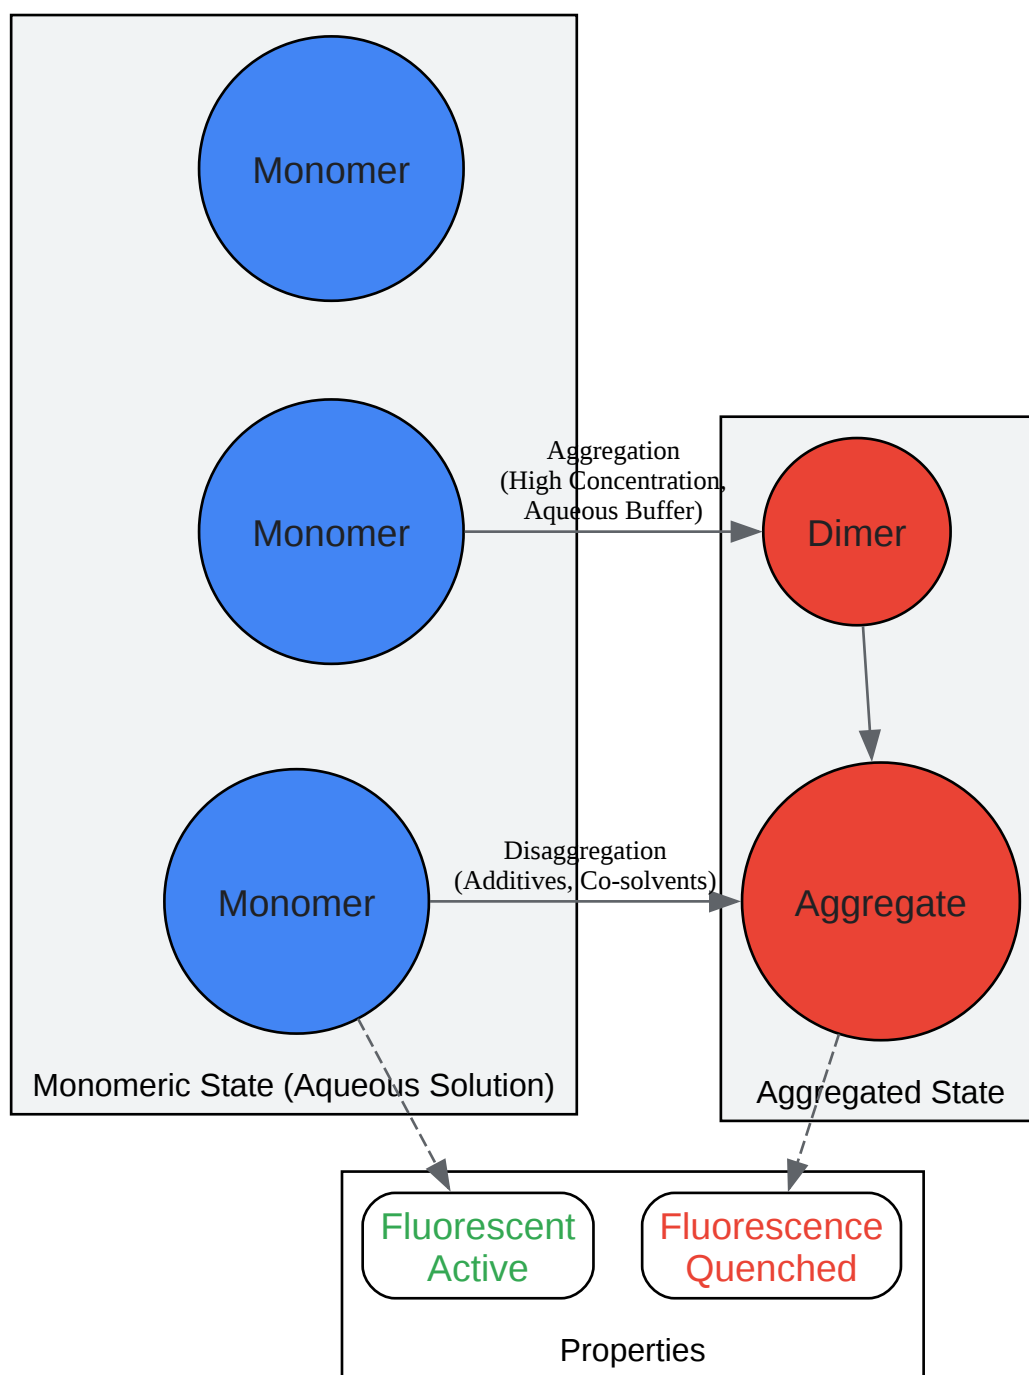 Monomer
Monomer
Aggregation
(High Concentration,
Aqueous Buffer)
Dimer
Monomer
Disaggregation
(Additives, Co-solvents)
Aggregate
Monomeric State (Aqueous Solution)
Aggregated State
Fluorescent
Active
Fluorescence
Quenched
Properties